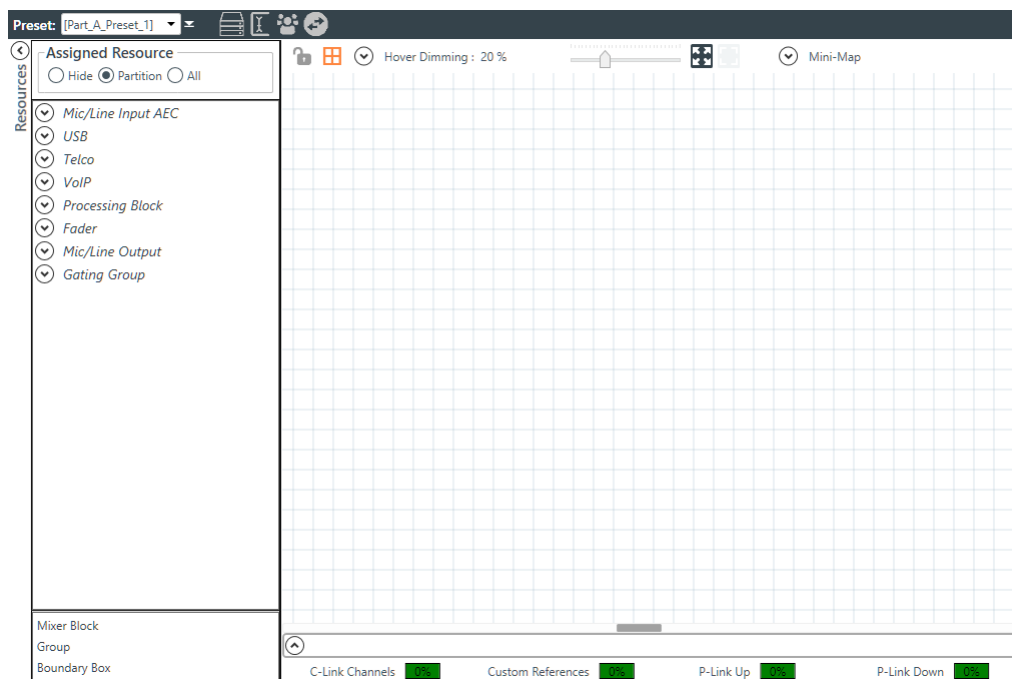 Preset: [Part_A_Preset_1]
Resources
Assigned Resource
Hide Partition All
Hover Dimming : 20 %
Mini-Map
Mic/Line Input AEC
USB
Telco
VoIP
Processing Block
Fader
Mic/Line Output
Gating Group
Mixer Block
Group
Boundary Box
C-Link Channels 0% Custom References 0% P-Link Up 0% P-Link Down 0%